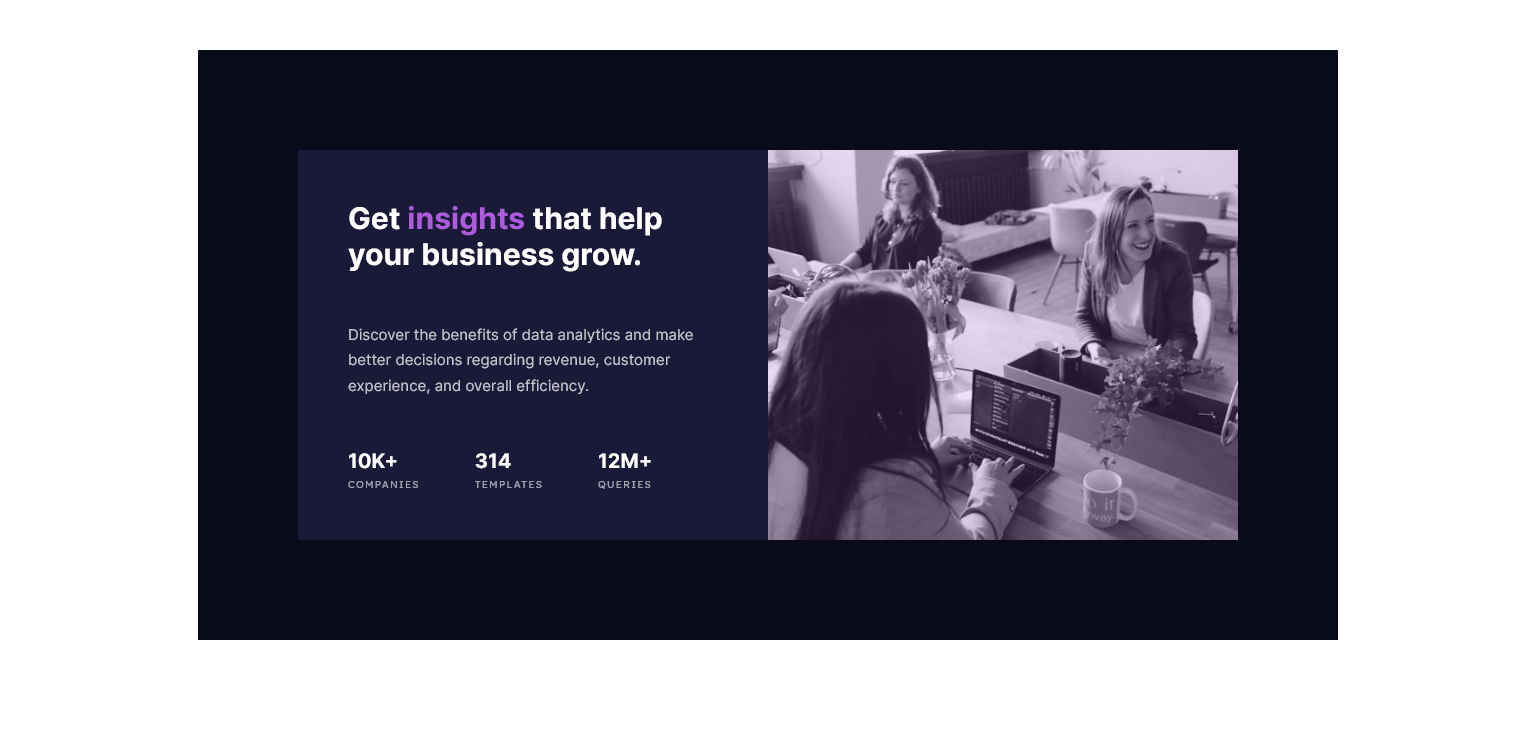 Get insights that help
your business grow.
Discover the benefits of data analytics and make
better decisions regarding revenue, customer
experience, and overall efficiency.
10K+ 314 12M+
COMPANIES TEMPLATES QUERIES